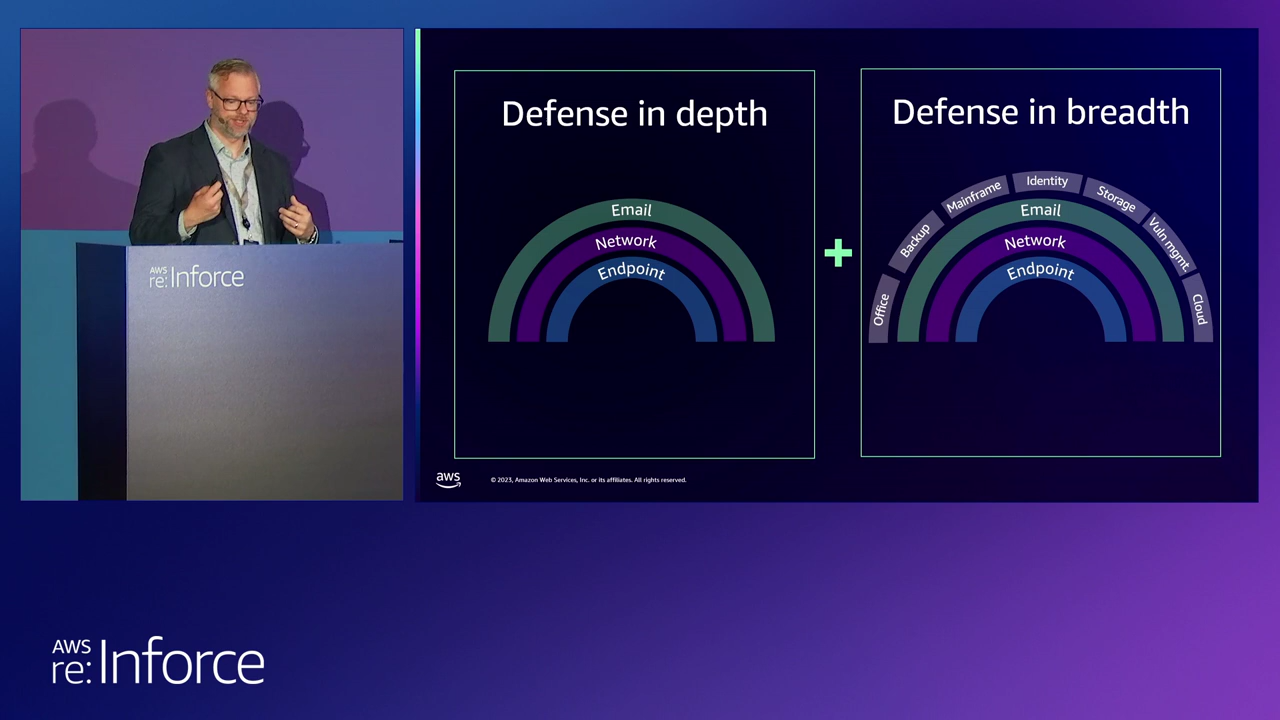 AWS
re:Inforce
Defense in depth
Email
Network
Endpoint
Defense in breadth
Office
Backup
Mainframe
Identity
Storage
Vuln mgmt.
Cloud
Email
Network
Endpoint
aws
© 2023, Amazon Web Services, Inc. or its affiliates. All rights reserved.
AWS
re:Inforce